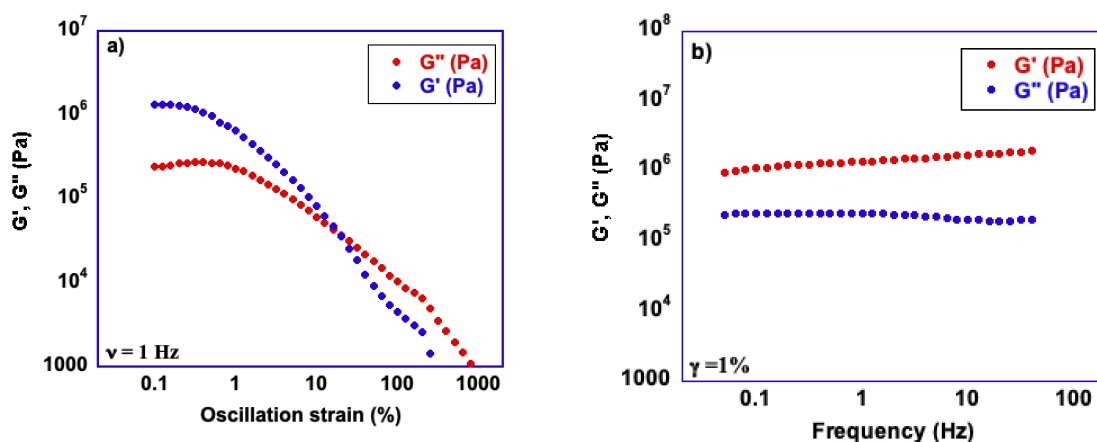 a)
G'' (Pa)
G' (Pa)
10⁷
10⁶
10⁵
10⁴
1000
G', G'' (Pa)
ν = 1 Hz
0.1 1 10 100 1000
Oscillation strain (%)
b)
G' (Pa)
G'' (Pa)
10⁸
10⁷
10⁶
10⁵
10⁴
1000
G', G'' (Pa)
γ =1%
0.1 1 10 100
Frequency (Hz)